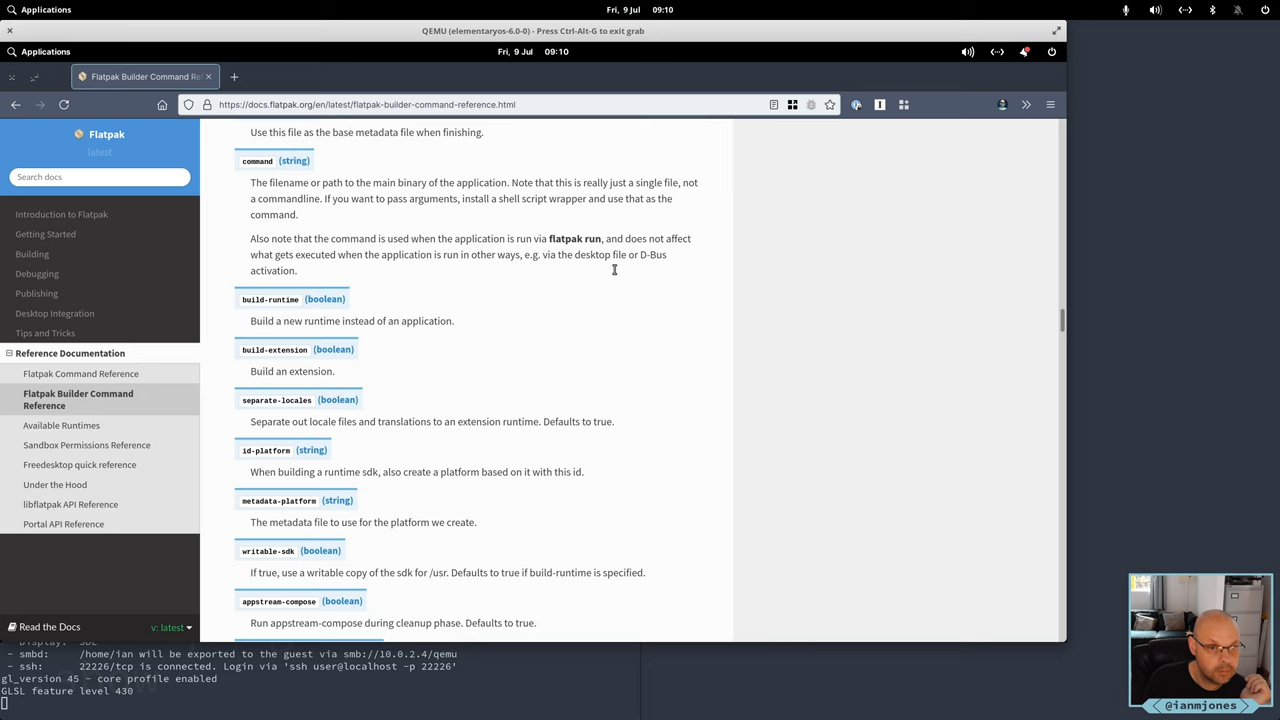 Applications
Fri, 9 Jul 09:10
QEMU (elementaryos-6.0-0) - Press Ctrl-Alt-G to exit grab
Applications
Fri, 9 Jul 09:10
Flatpak Builder Command Re
https://docs.flatpak.org/en/latest/flatpak-builder-command-reference.html
Flatpak
latest
Search docs
Introduction to Flatpak
Getting Started
Building
Debugging
Publishing
Desktop Integration
Tips and Tricks
Reference Documentation
Flatpak Command Reference
Flatpak Builder Command
Reference
Available Runtimes
Sandbox Permissions Reference
Freedesktop quick reference
Under the Hood
libflatpak API Reference
Portal API Reference
Read the Docs
v: latest
Use this file as the base metadata file when finishing.
command (string)
The filename or path to the main binary of the application. Note that this is really just a single file, not
a commandline. If you want to pass arguments, install a shell script wrapper and use that as the
command.
Also note that the command is used when the application is run via flatpak run, and does not affect
what gets executed when the application is run in other ways, e.g. via the desktop file or D-Bus
activation.
build-runtime (boolean)
Build a new runtime instead of an application.
build-extension (boolean)
Build an extension.
separate-locales (boolean)
Separate out locale files and translations to an extension runtime. Defaults to true.
id-platform (string)
When building a runtime sdk, also create a platform based on it with this id.
metadata-platform (string)
The metadata file to use for the platform we create.
writable-sdk (boolean)
If true, use a writable copy of the sdk for /usr. Defaults to true if build-runtime is specified.
appstream-compose (boolean)
Run appstream-compose during cleanup phase. Defaults to true.
- Display: SDL
- smbd: /home/ian will be exported to the guest via smb://10.0.2.4/qemu
- ssh: 22226/tcp is connected. Login via 'ssh user@localhost -p 22226'
gl_version 45 - core profile enabled
GLSL feature level 430
@ianmjones